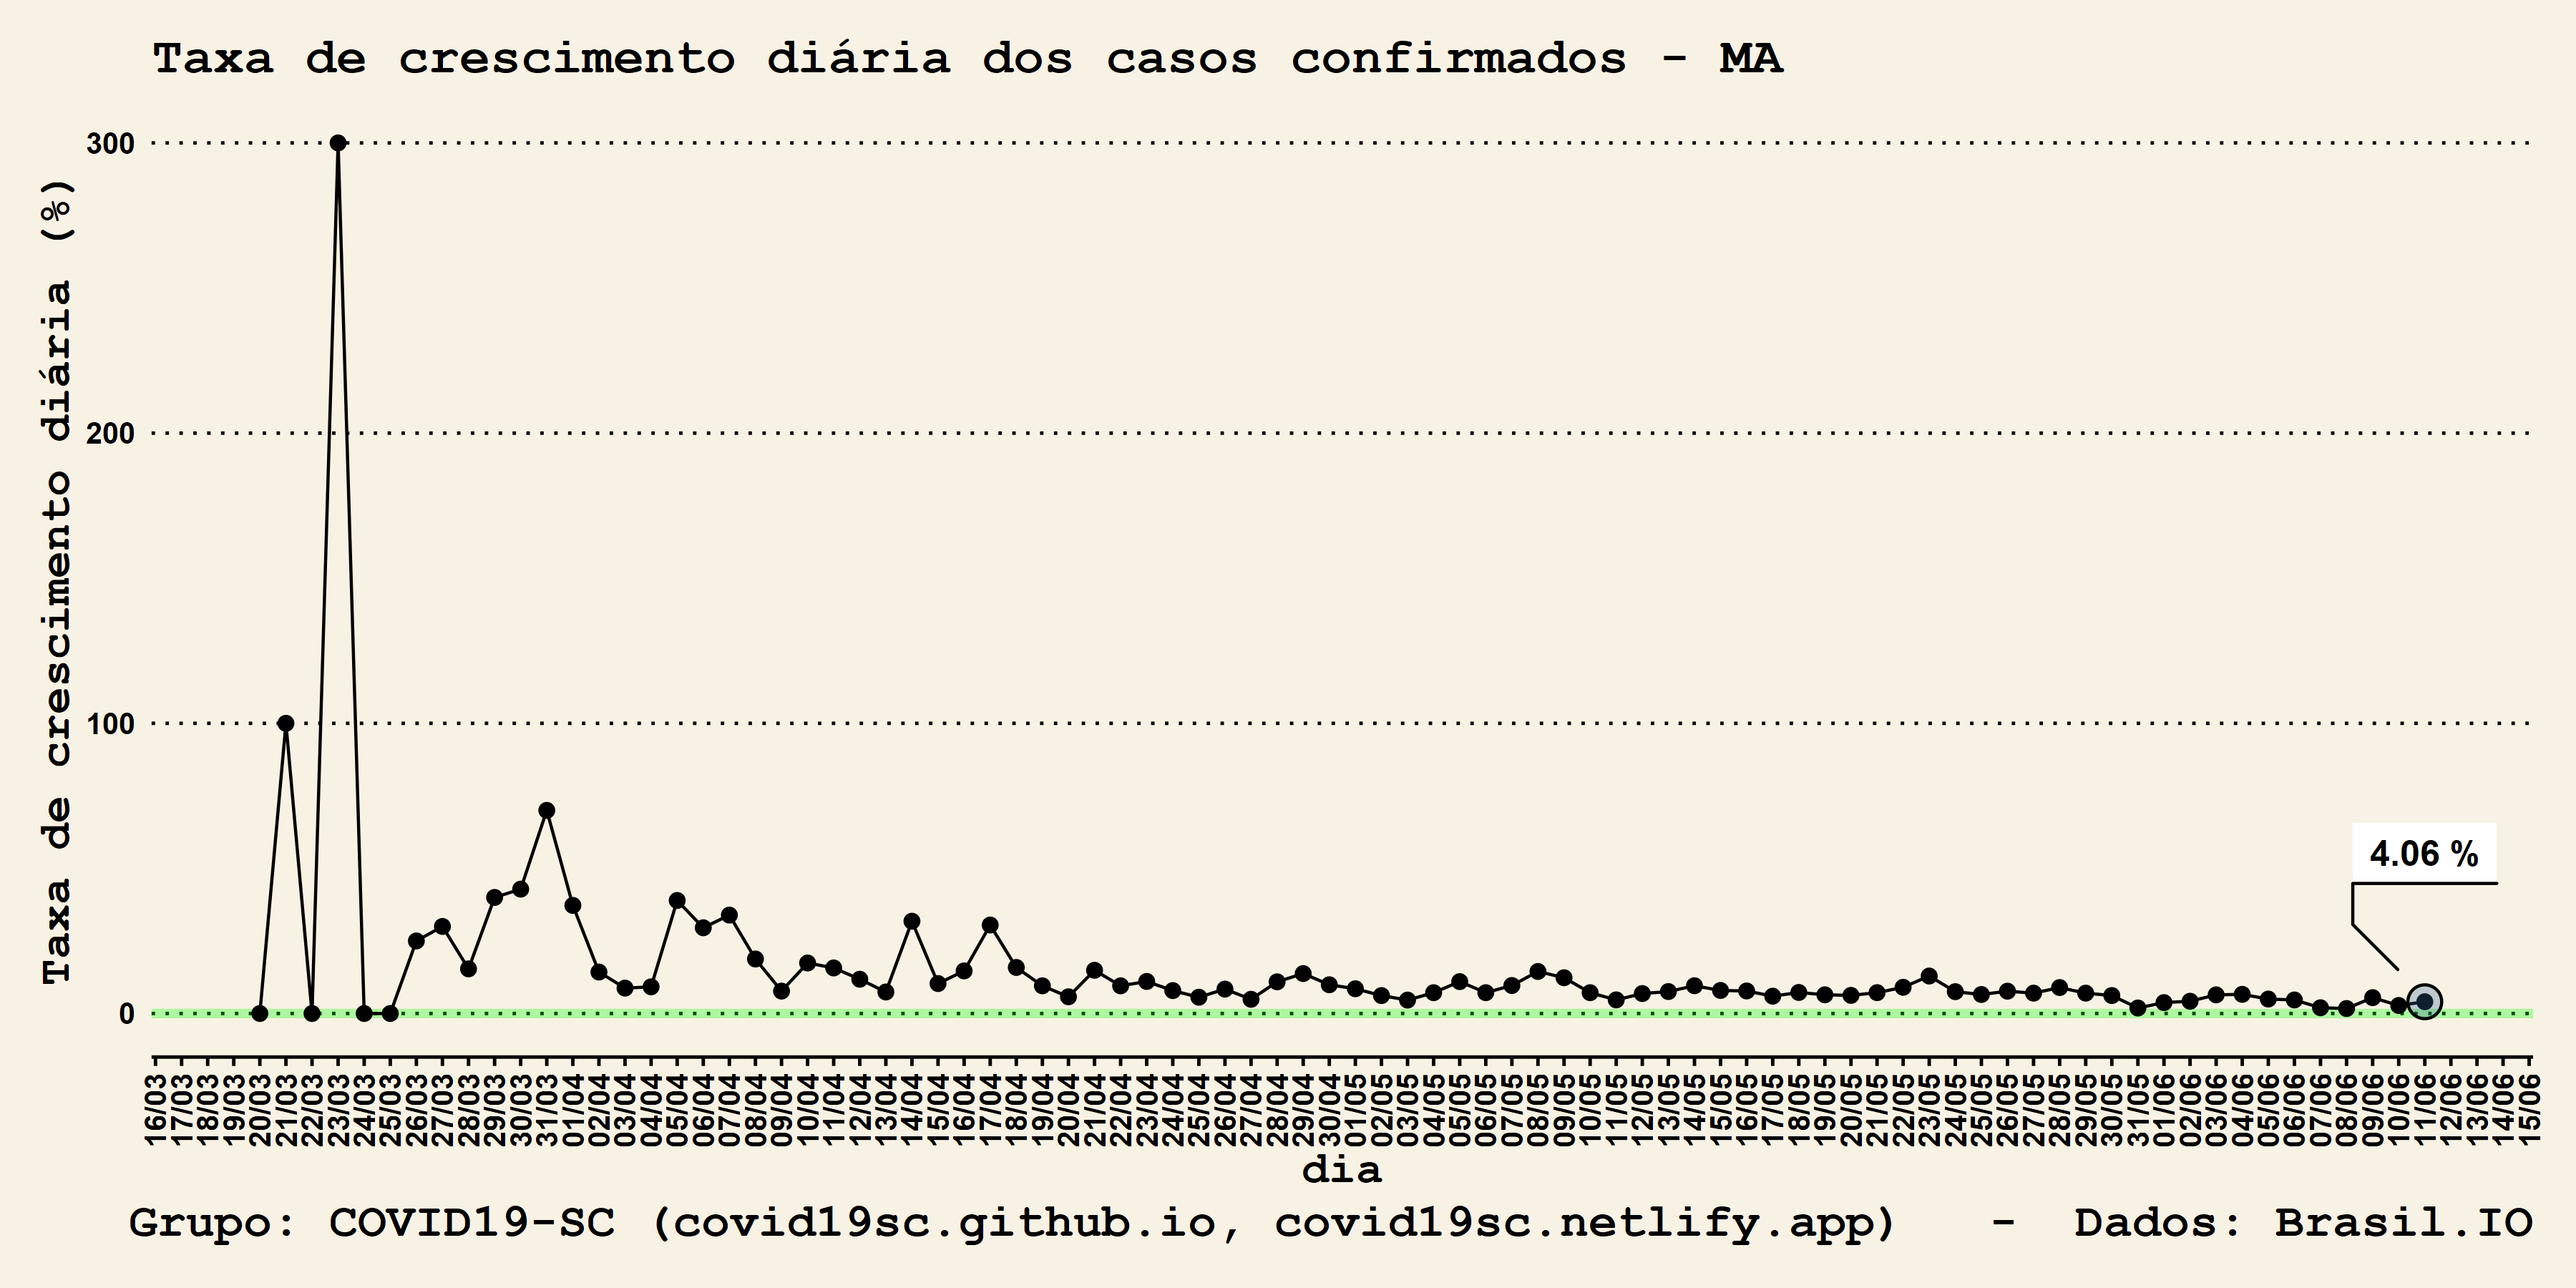 Taxa de crescimento diária dos casos confirmados - MA
Taxa de crescimento diária (%)
300
200
100
0
4.06 %
16/03 17/03 18/03 19/03 20/03 21/03 22/03 23/03 24/03 25/03 26/03 27/03 28/03 29/03 30/03 31/03 01/04 02/04 03/04 04/04 05/04 06/04 07/04 08/04 09/04 10/04 11/04 12/04 13/04 14/04 15/04 16/04 17/04 18/04 19/04 20/04 21/04 22/04 23/04 24/04 25/04 26/04 27/04 28/04 29/04 30/04 01/05 02/05 03/05 04/05 05/05 06/05 07/05 08/05 09/05 10/05 11/05 12/05 13/05 14/05 15/05 16/05 17/05 18/05 19/05 20/05 21/05 22/05 23/05 24/05 25/05 26/05 27/05 28/05 29/05 30/05 31/05 01/06 02/06 03/06 04/06 05/06 06/06 07/06 08/06 09/06 10/06 11/06 12/06 13/06 14/06 15/06
dia
Grupo: COVID19-SC (covid19sc.github.io, covid19sc.netlify.app) - Dados: Brasil.IO